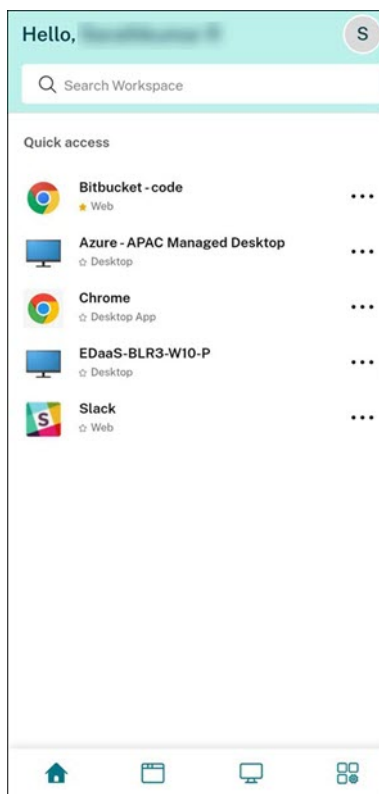 Hello,
S
Search Workspace
Quick access
Bitbucket - code
Web
Azure - APAC Managed Desktop
Desktop
Chrome
Desktop App
EDaaS-BLR3-W10-P
Desktop
S
Slack
Web